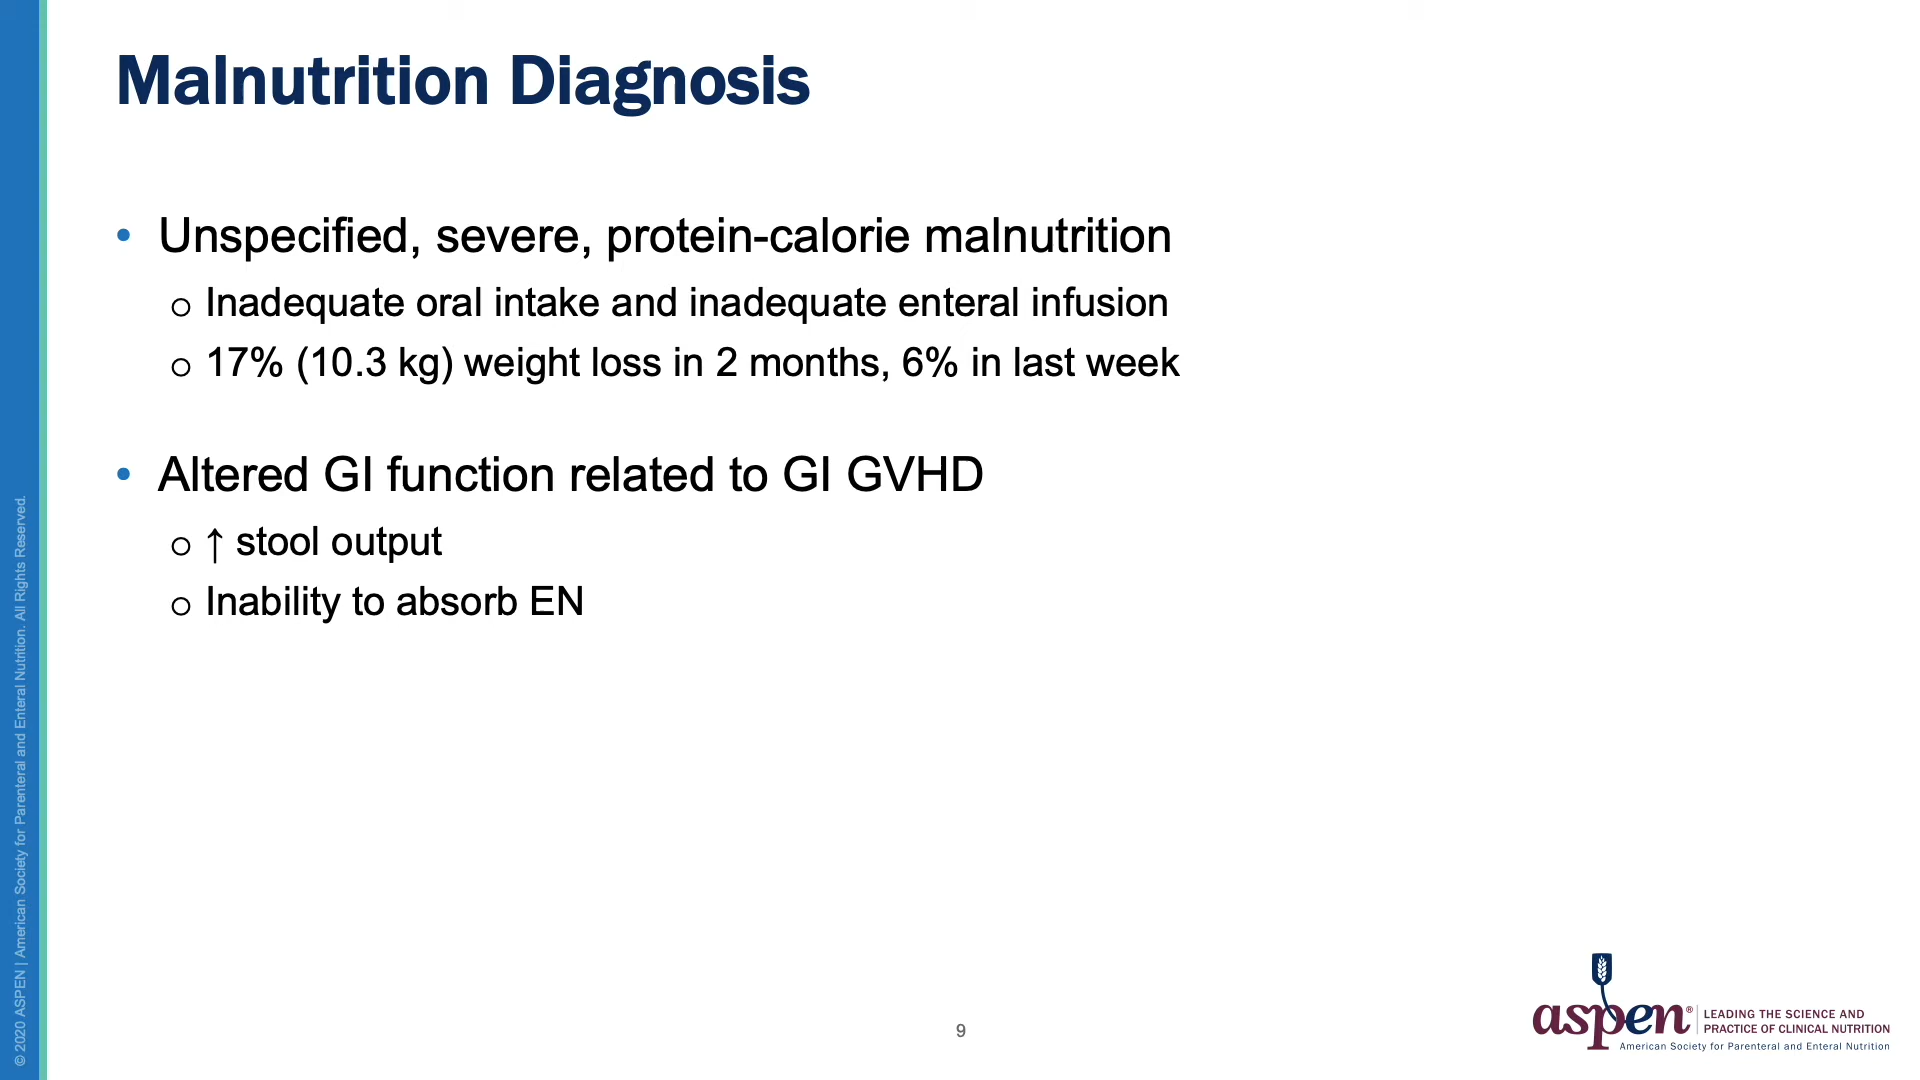 Malnutrition Diagnosis
• Unspecified, severe, protein-calorie malnutrition
o Inadequate oral intake and inadequate enteral infusion
o 17% (10.3 kg) weight loss in 2 months, 6% in last week
• Altered GI function related to GI GVHD
o ↑ stool output
o Inability to absorb EN
© 2020 ASPEN | American Society for Parenteral and Enteral Nutrition. All Rights Reserved.
9
aspen® LEADING THE SCIENCE AND
PRACTICE OF CLINICAL NUTRITION
American Society for Parenteral and Enteral Nutrition